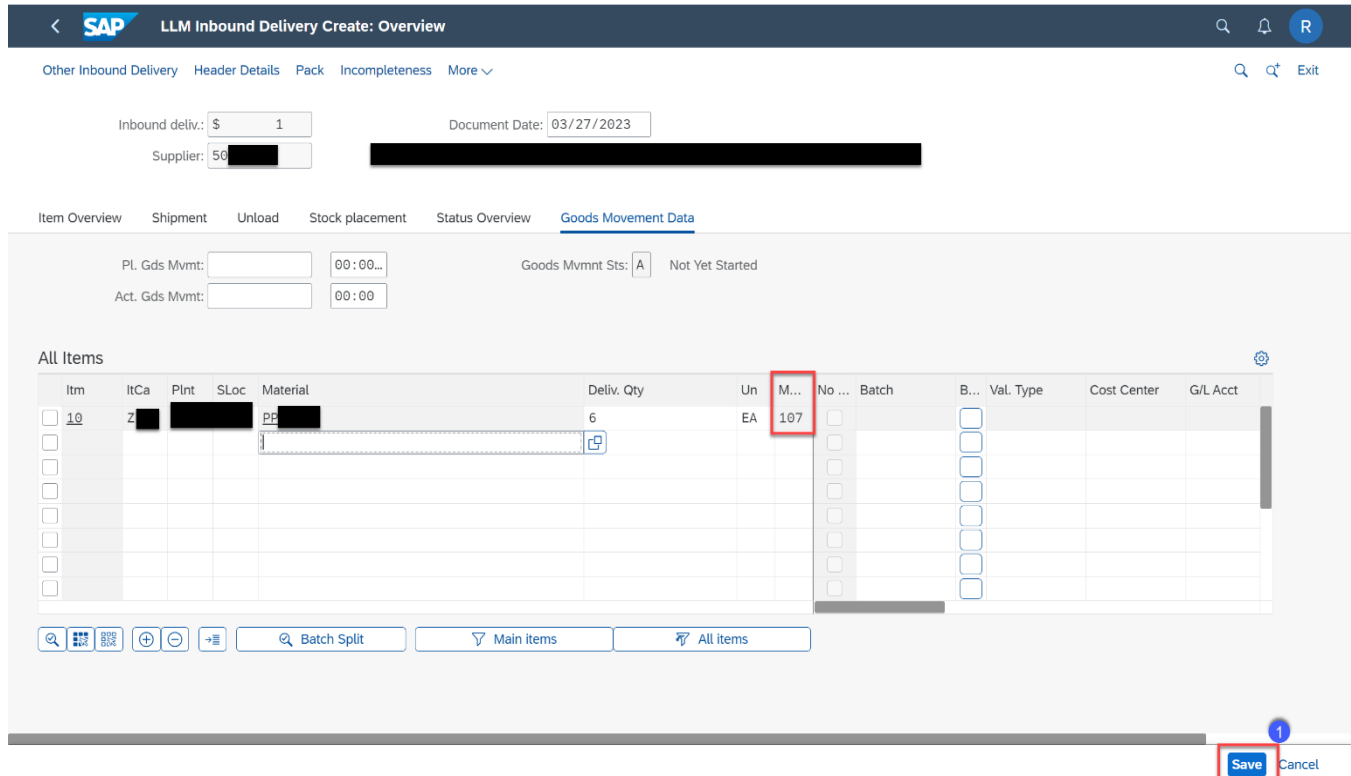 SAP LLM Inbound Delivery Create: Overview R
Other Inbound Delivery Header Details Pack Incompleteness More Exit
Inbound deliv.: $ 1 Document Date: 03/27/2023
Supplier: 50
Item Overview Shipment Unload Stock placement Status Overview Goods Movement Data
Pl. Gds Mvmt: 00:00... Goods Mvmnt Sts: A Not Yet Started
Act. Gds Mvmt: 00:00
All Items
Itm ItCa Plnt SLoc Material Deliv. Qty Un M... No ... Batch B... Val. Type Cost Center G/L Acct
10 Z PP 6 EA 107
Batch Split Main items All items
1
Save Cancel